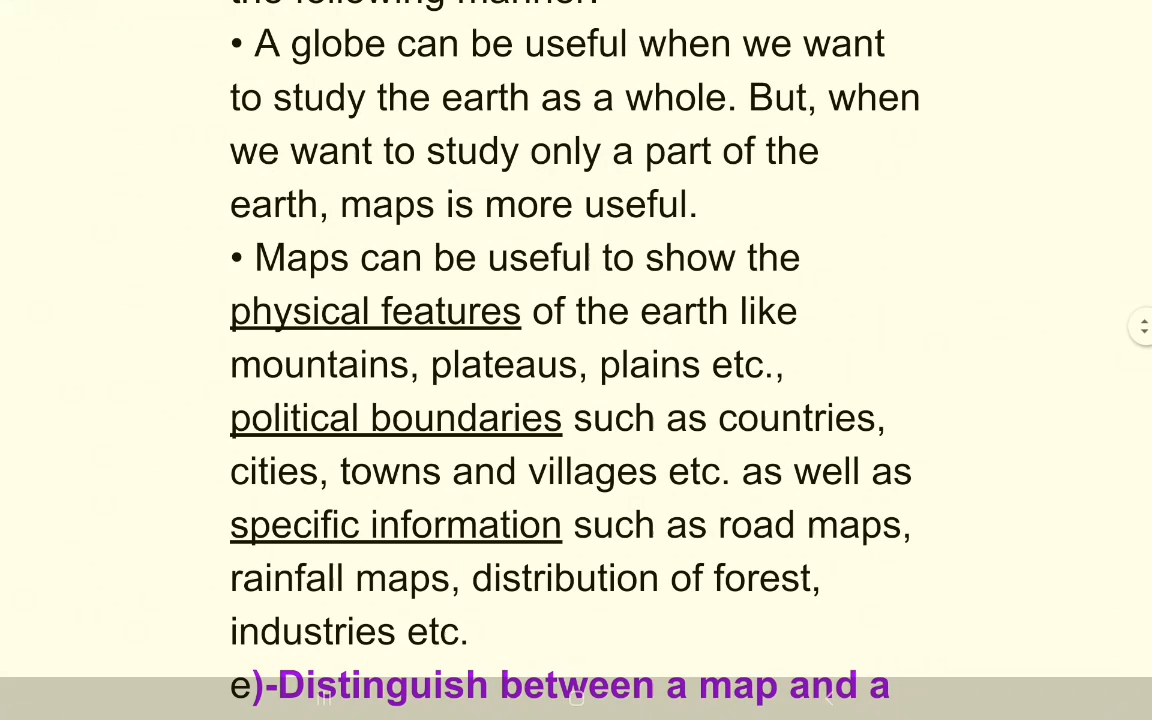 the following manner.
• A globe can be useful when we want
to study the earth as a whole. But, when
we want to study only a part of the
earth, maps is more useful.
• Maps can be useful to show the
physical features of the earth like
mountains, plateaus, plains etc.,
political boundaries such as countries,
cities, towns and villages etc. as well as
specific information such as road maps,
rainfall maps, distribution of forest,
industries etc.
e)-Distinguish between a map and a